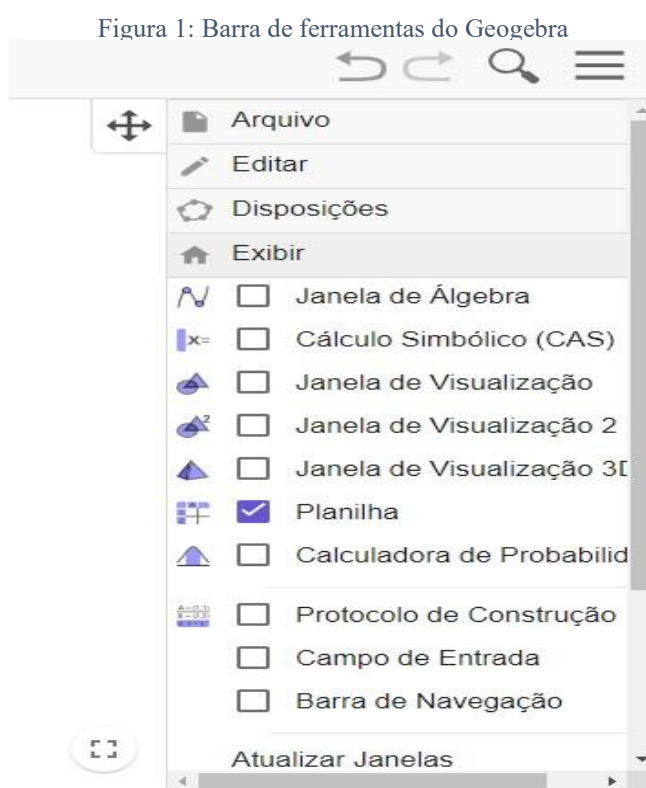 Figura 1: Barra de ferramentas do Geogebra
Arquivo
Editar
Disposições
Exibir
Janela de Álgebra
x= Cálculo Simbólico (CAS)
Janela de Visualização
2 Janela de Visualização 2
Janela de Visualização 3D
Planilha
Calculadora de Probabilid
Protocolo de Construção
Campo de Entrada
Barra de Navegação
Atualizar Janelas